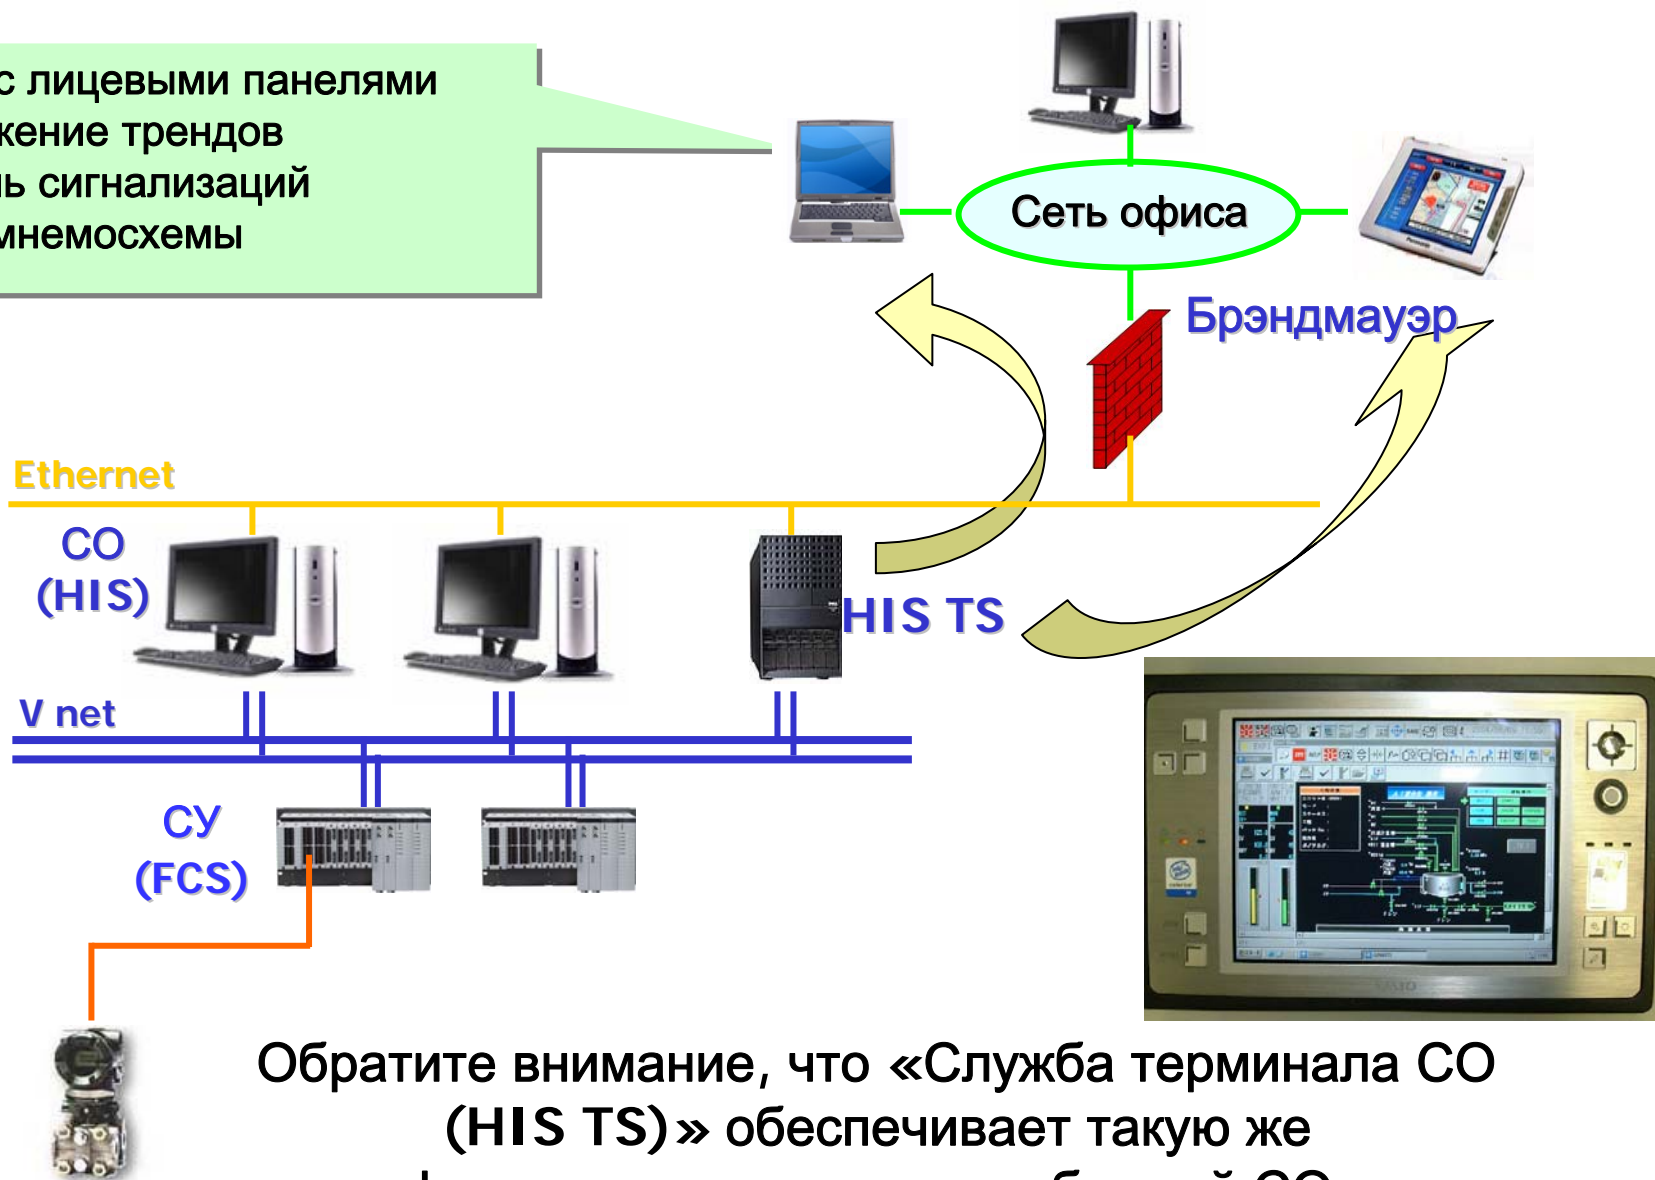 с лицевыми панелями
трендов
сигнализаций
мнемосхемы
Сеть офиса
Брэндмауэр
Ethernet
СО
(HIS)
HIS TS
V net
СУ
(FCS)
Обратите внимание, что «Служба терминала СО
(HIS TS)» обеспечивает такую же
СО